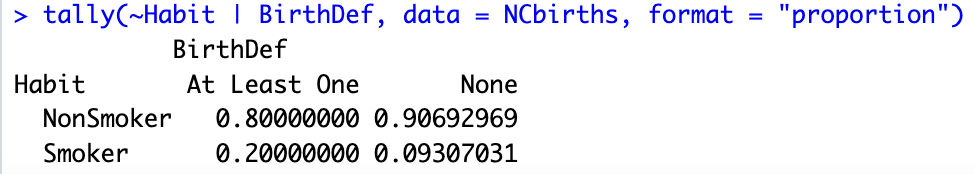 > tally(~Habit | BirthDef, data = NCbirths, format = "proportion")
BirthDef
Habit At Least One None
NonSmoker 0.80000000 0.90692969
Smoker 0.20000000 0.09307031